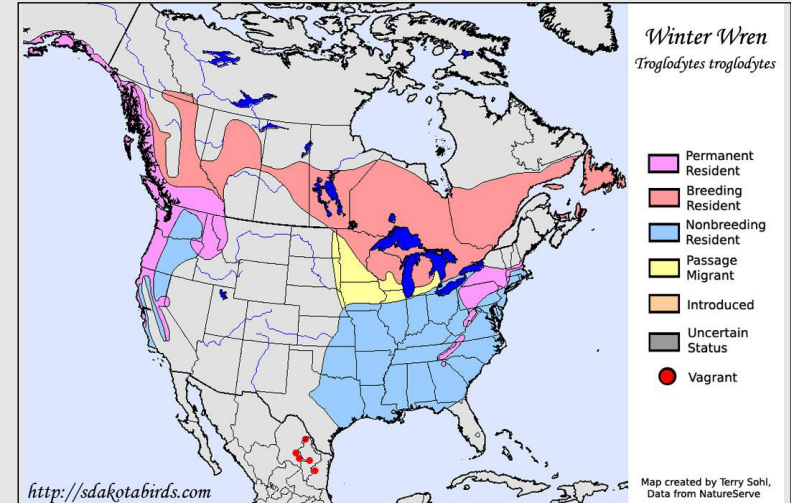 Winter Wren
Troglodytes troglodytes
Permanent
Resident
Breeding
Resident
Nonbreeding
Resident
Passage
Migrant
Introduced
Uncertain
Status
Vagrant
http://sdakotabirds.com
Map created by Terry Sohl,
Data from NatureServe